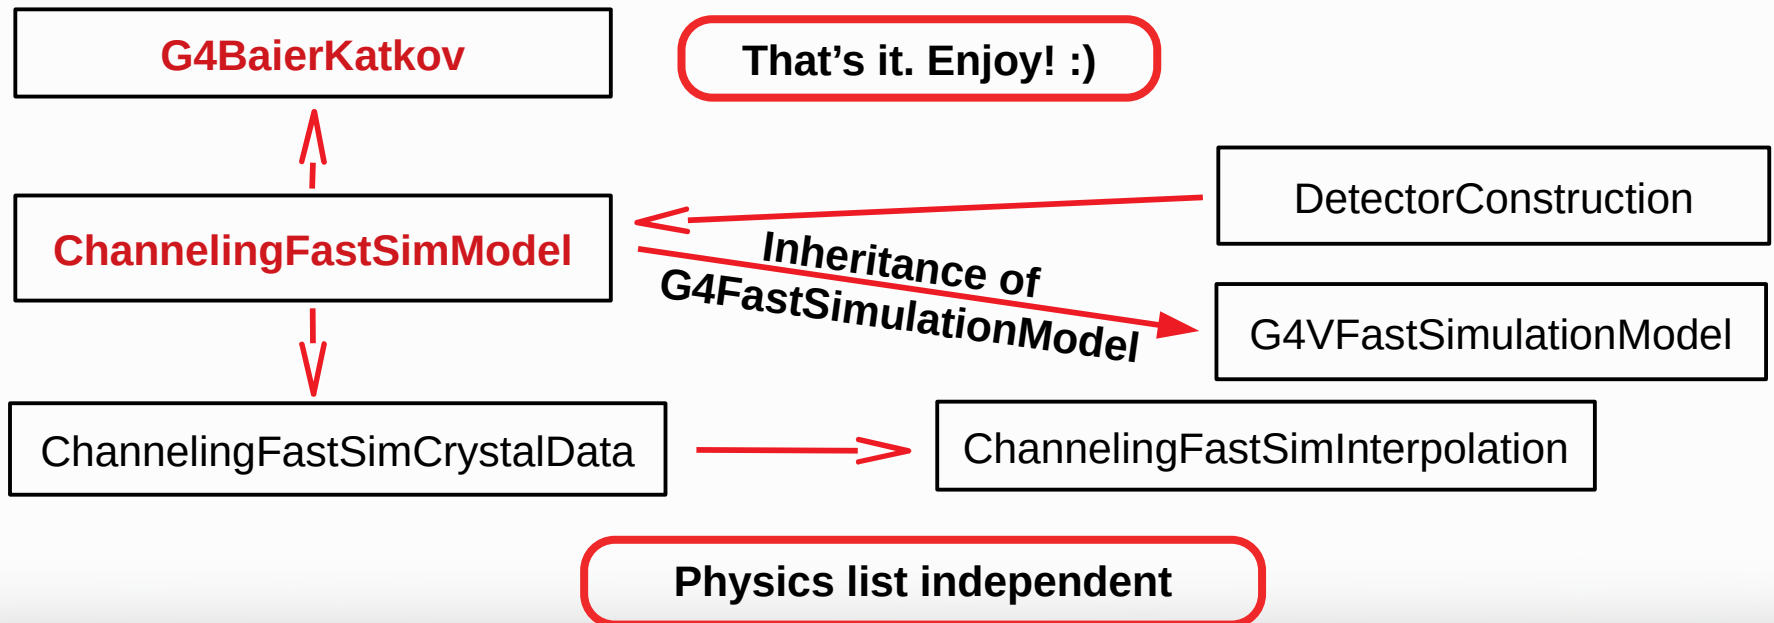 G4BaierKatkov
That’s it. Enjoy! :)
DetectorConstruction
ChannelingFastSimModel
Inheritance of
G4FastSimulationModel
G4VFastSimulationModel
ChannelingFastSimCrystalData
ChannelingFastSimInterpolation
Physics list independent